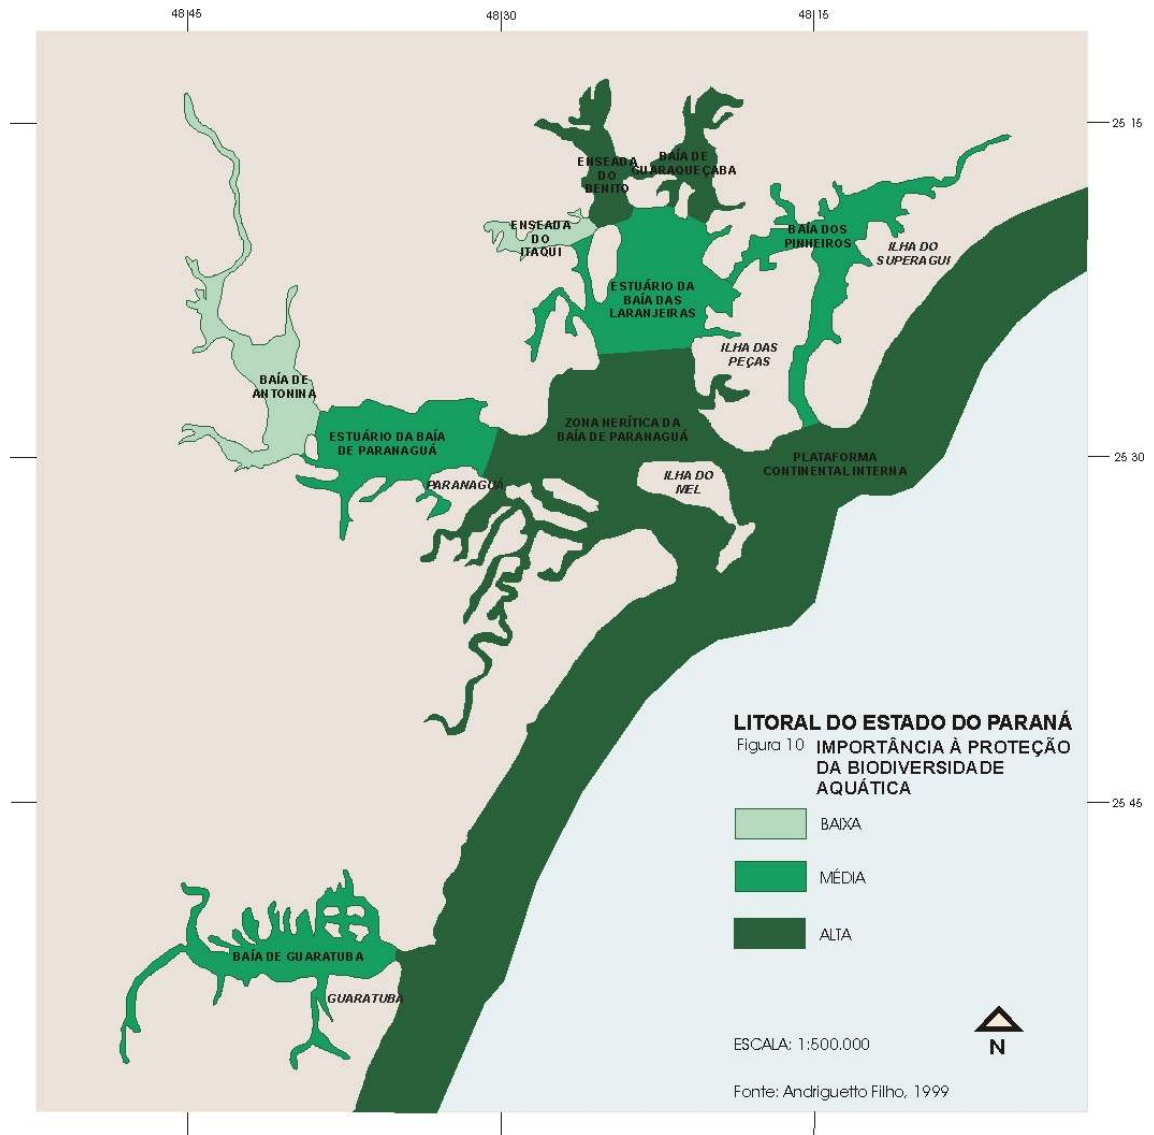 48 45
48 30
48 15
25 15
ENSEADA
DO
BENITO
BAÍA DE
GUARAQUEÇABA
ENSEADA
DO
ITAQUI
BAÍA DOS
PINHEIROS
ILHA DO
SUPERAGUI
ESTUÁRIO DA
BAÍA DAS
LARANJEIRAS
ILHA DAS
PEÇAS
BAÍA DE
ANTONINA
ESTUÁRIO DA BAÍA
DE PARANAGUÁ
ZONA NERÍTICA DA
BAÍA DE PARANAGUÁ
PLATAFORMA
CONTINENTAL INTERNA
25 30
PARANAGUÁ
ILHA DO
MEL
LITORAL DO ESTADO DO PARANÁ
Figura 10 IMPORTÂNCIA À PROTEÇÃO
DA BIODIVERSIDADE
AQUÁTICA
25 45
BAIXA
MÉDIA
ALTA
BAÍA DE GUARATUBA
GUARATUBA
N
ESCALA: 1:500.000
Fonte: Andriguetto Filho, 1999